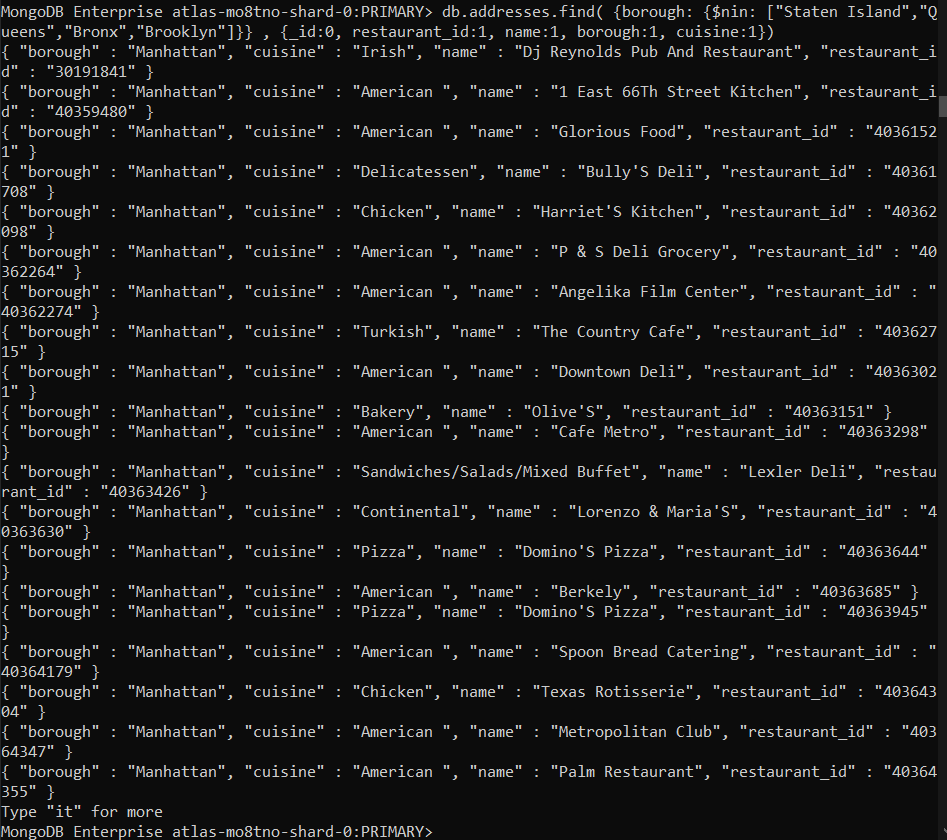 MongoDB Enterprise atlas-mo8tno-shard-0:PRIMARY> db.addresses.find( {borough: {$nin: ["Staten Island","Q
ueens","Bronx","Brooklyn"]}} , {_id:0, restaurant_id:1, name:1, borough:1, cuisine:1})
{ "borough" : "Manhattan", "cuisine" : "Irish", "name" : "Dj Reynolds Pub And Restaurant", "restaurant_i
d" : "30191841" }
{ "borough" : "Manhattan", "cuisine" : "American ", "name" : "1 East 66Th Street Kitchen", "restaurant_i
d" : "40359480" }
{ "borough" : "Manhattan", "cuisine" : "American ", "name" : "Glorious Food", "restaurant_id" : "4036152
1" }
{ "borough" : "Manhattan", "cuisine" : "Delicatessen", "name" : "Bully'S Deli", "restaurant_id" : "40361
708" }
{ "borough" : "Manhattan", "cuisine" : "Chicken", "name" : "Harriet'S Kitchen", "restaurant_id" : "40362
098" }
{ "borough" : "Manhattan", "cuisine" : "American ", "name" : "P & S Deli Grocery", "restaurant_id" : "40
362264" }
{ "borough" : "Manhattan", "cuisine" : "American ", "name" : "Angelika Film Center", "restaurant_id" : "
40362274" }
{ "borough" : "Manhattan", "cuisine" : "Turkish", "name" : "The Country Cafe", "restaurant_id" : "403627
15" }
{ "borough" : "Manhattan", "cuisine" : "American ", "name" : "Downtown Deli", "restaurant_id" : "4036302
1" }
{ "borough" : "Manhattan", "cuisine" : "Bakery", "name" : "Olive'S", "restaurant_id" : "40363151" }
{ "borough" : "Manhattan", "cuisine" : "American ", "name" : "Cafe Metro", "restaurant_id" : "40363298"
}
{ "borough" : "Manhattan", "cuisine" : "Sandwiches/Salads/Mixed Buffet", "name" : "Lexler Deli", "restau
rant_id" : "40363426" }
{ "borough" : "Manhattan", "cuisine" : "Continental", "name" : "Lorenzo & Maria'S", "restaurant_id" : "4
0363630" }
{ "borough" : "Manhattan", "cuisine" : "Pizza", "name" : "Domino'S Pizza", "restaurant_id" : "40363644"
}
{ "borough" : "Manhattan", "cuisine" : "American ", "name" : "Berkely", "restaurant_id" : "40363685" }
{ "borough" : "Manhattan", "cuisine" : "Pizza", "name" : "Domino'S Pizza", "restaurant_id" : "40363945"
}
{ "borough" : "Manhattan", "cuisine" : "American ", "name" : "Spoon Bread Catering", "restaurant_id" : "
40364179" }
{ "borough" : "Manhattan", "cuisine" : "Chicken", "name" : "Texas Rotisserie", "restaurant_id" : "403643
04" }
{ "borough" : "Manhattan", "cuisine" : "American ", "name" : "Metropolitan Club", "restaurant_id" : "403
64347" }
{ "borough" : "Manhattan", "cuisine" : "American ", "name" : "Palm Restaurant", "restaurant_id" : "40364
355" }
Type "it" for more
MongoDB Enterprise atlas-mo8tno-shard-0:PRIMARY>